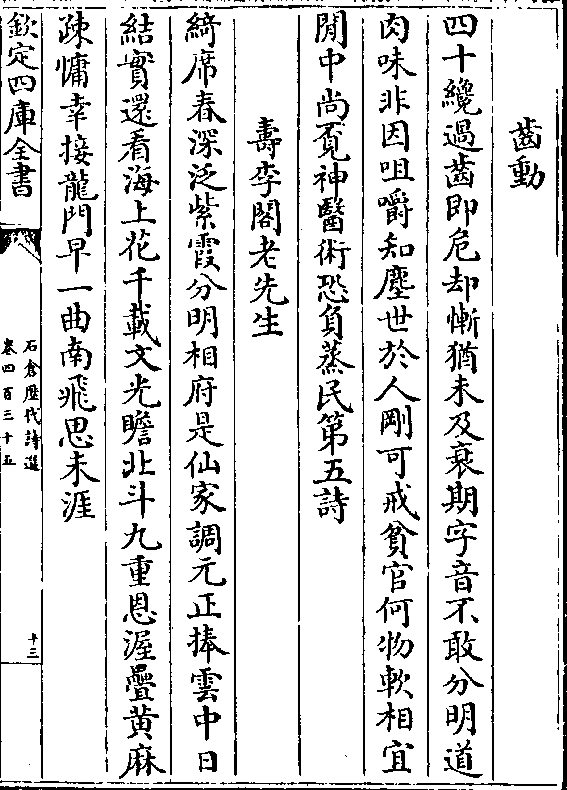 齒動
四十纔過齒即危却慚猶未及衰期字音不敢分明道
肉味非因咀嚼知塵世於人剛可戒貧官何物軟相宜
閒中尚覔神醫術恐負蒸民第五詩
壽李閣老先生
綺席春深泛紫霞分明相府是仙家調元正捧雲中日
結實還看海上花千載文光瞻北斗九重恩渥疊黄麻
疎慵幸接龍門早一曲南飛思未涯
欽定四庫全書
石倉歴代詩選
卷四百三十五
十三